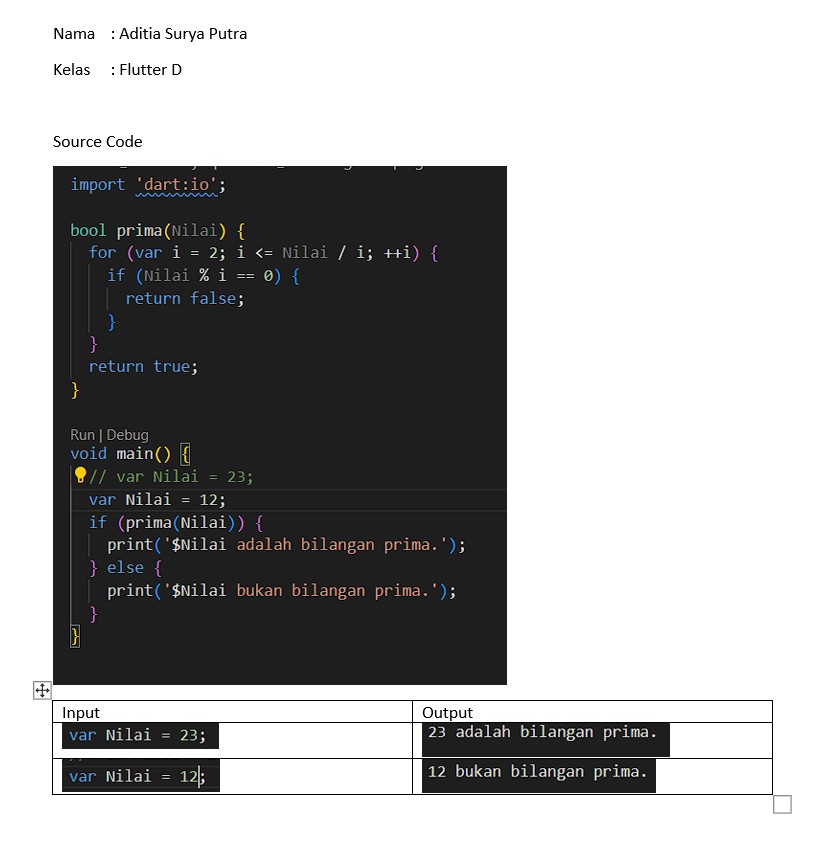 Nama : Aditia Surya Putra
Kelas : Flutter D
Source Code
import 'dart:io';
bool prima(Nilai) {
for (var i = 2; i <= Nilai / i; ++i) {
if (Nilai % i == 0) {
return false;
}
}
return true;
}
Run | Debug
void main() {
// var Nilai = 23;
var Nilai = 12;
if (prima(Nilai)) {
print('$Nilai adalah bilangan prima.');
} else {
print('$Nilai bukan bilangan prima.');
}
}
Input Output
var Nilai = 23; 23 adalah bilangan prima.
var Nilai = 12; 12 bukan bilangan prima.